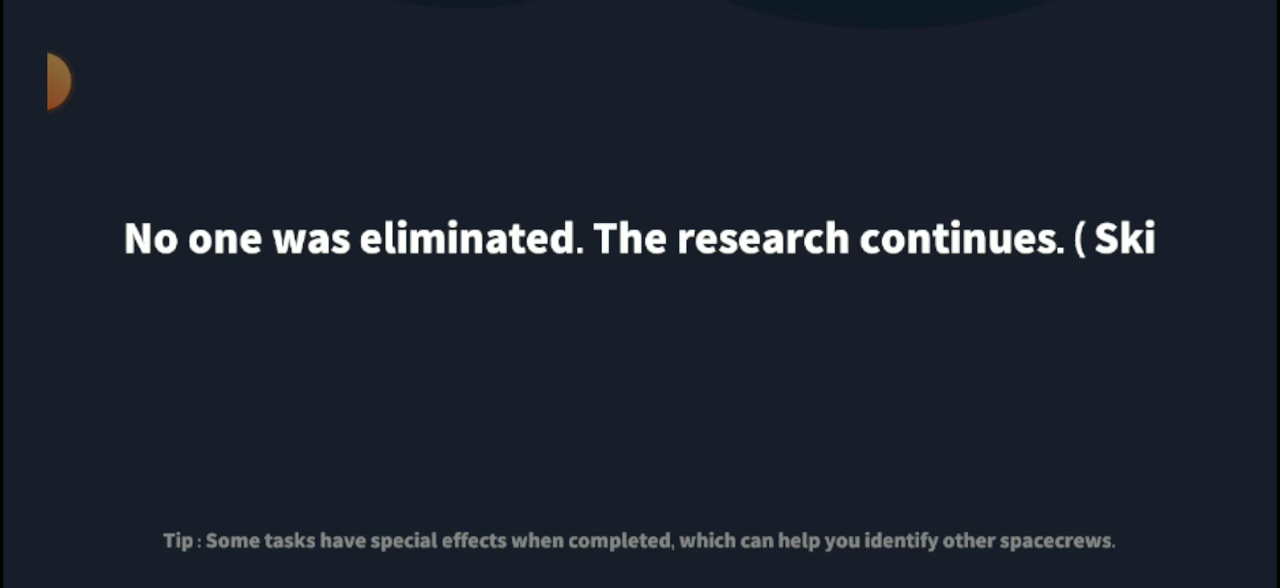 No one was eliminated. The research continues. ( Ski
Tip : Some tasks have special effects when completed, which can help you identify other spacecrews.